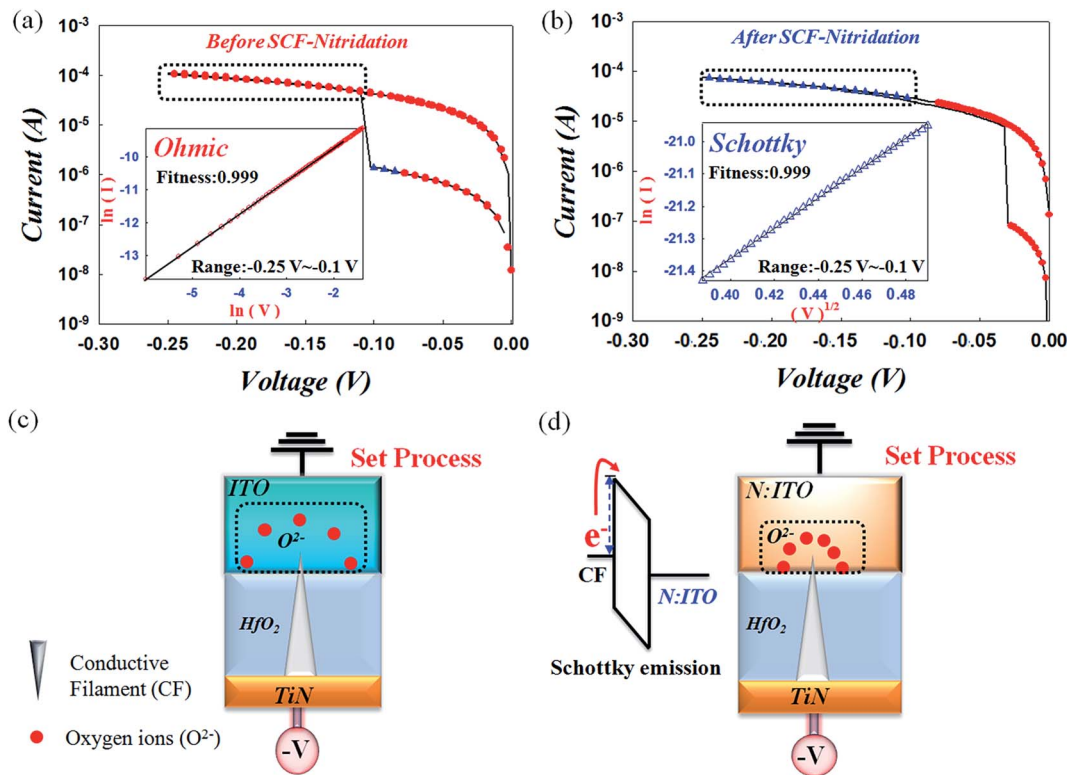 (a)
10⁻³
10⁻⁴
10⁻⁵
10⁻⁶
10⁻⁷
10⁻⁸
10⁻⁹
Current (A)
Before SCF-Nitridation
Ohmic
Fitness:0.999
Range:-0.25 V~-0.1 V
ln ( I )
-10
-11
-12
-13
-6 -5 -4 -3 -2
ln ( V )
-0.30 -0.25 -0.20 -0.15 -0.10 -0.05 0.00
Voltage (V)
(b)
10⁻³
10⁻⁴
10⁻⁵
10⁻⁶
10⁻⁷
10⁻⁸
10⁻⁹
Current (A)
After SCF-Nitridation
Schottky
Fitness:0.999
Range:-0.25 V~-0.1 V
ln ( I )
-21.0
-21.1
-21.2
-21.3
-21.4
0.40 0.42 0.44 0.46 0.48
(V)¹ᐟ²
-0.30 -0.25 -0.20 -0.15 -0.10 -0.05 0.00
Voltage (V)
(c)
Set Process
ITO
O²⁻
HfO₂
TiN
-V
Conductive
Filament (CF)
Oxygen ions (O²⁻)
(d)
Set Process
e⁻
CF
N:ITO
Schottky emission
N:ITO
O²⁻
HfO₂
TiN
-V